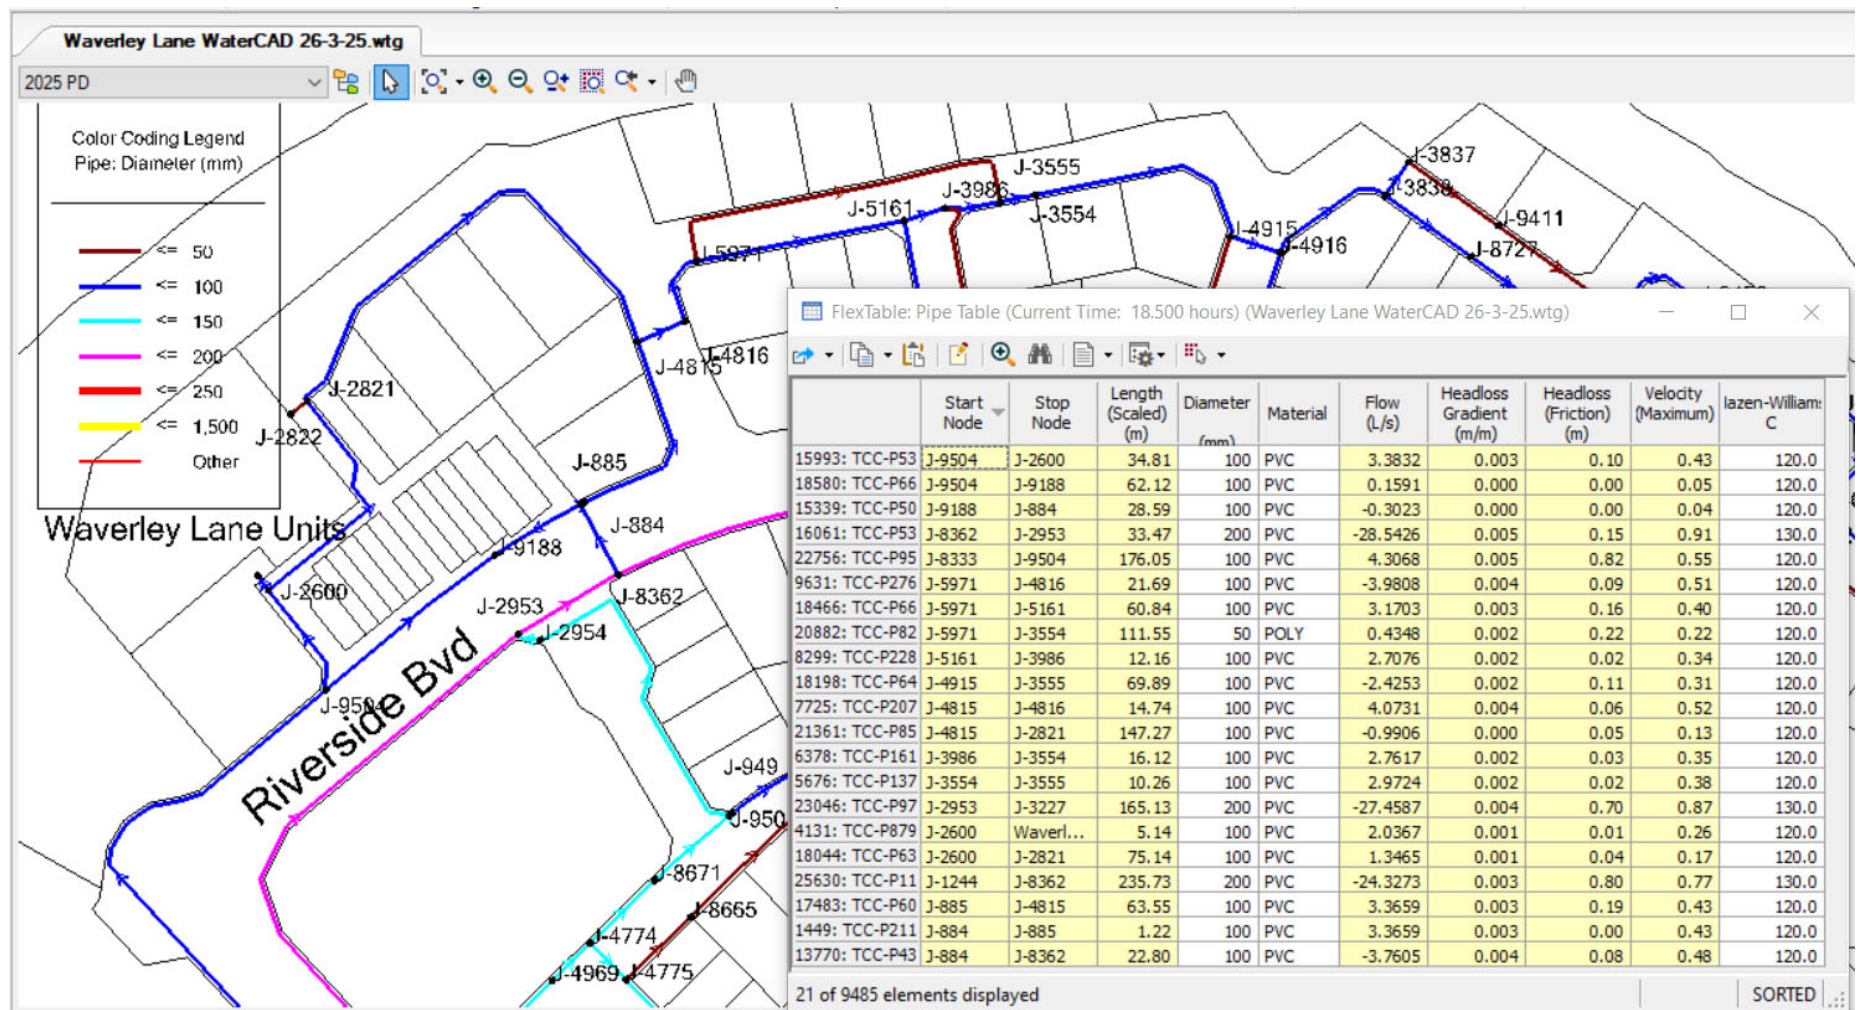 Waverley Lane WaterCAD 26-3-25.wtg
2025 PD
Color Coding Legend
Pipe: Diameter (mm)
<= 50
<= 100
<= 150
<= 200
<= 250
<= 1,500
Other
Waverley Lane Units
Riverside Bvd
J-3555
J-3986
J-5161
J-3554
J-5971
J-3837
J-3838
J-4915
J-4916
J-9411
J-8727
J-4816
J-4815
J-2821
J-2822
J-885
J-884
J-9188
J-2600
J-2953
J-8362
J-2954
J-9504
J-949
J-950
J-8671
J-8665
J-4774
J-4969
J-4775
FlexTable: Pipe Table (Current Time: 18.500 hours) (Waverley Lane WaterCAD 26-3-25.wtg)
Start Node Stop Node Length (Scaled) (m) Diameter (mm) Material Flow (L/s) Headloss Gradient (m/m) Headloss (Friction) (m) Velocity (Maximum) lazen-William: C
15993: TCC-P53 J-9504 J-2600 34.81 100 PVC 3.3832 0.003 0.10 0.43 120.0
18580: TCC-P66 J-9504 J-9188 62.12 100 PVC 0.1591 0.000 0.00 0.05 120.0
15339: TCC-P50 J-9188 J-884 28.59 100 PVC -0.3023 0.000 0.00 0.04 120.0
16061: TCC-P53 J-8362 J-2953 33.47 200 PVC -28.5426 0.005 0.15 0.91 130.0
22756: TCC-P95 J-8333 J-9504 176.05 100 PVC 4.3068 0.005 0.82 0.55 120.0
9631: TCC-P276 J-5971 J-4816 21.69 100 PVC -3.9808 0.004 0.09 0.51 120.0
18466: TCC-P66 J-5971 J-5161 60.84 100 PVC 3.1703 0.003 0.16 0.40 120.0
20882: TCC-P82 J-5971 J-3554 111.55 50 POLY 0.4348 0.002 0.22 0.22 120.0
8299: TCC-P228 J-5161 J-3986 12.16 100 PVC 2.7076 0.002 0.02 0.34 120.0
18198: TCC-P64 J-4915 J-3555 69.89 100 PVC -2.4253 0.002 0.11 0.31 120.0
7725: TCC-P207 J-4815 J-4816 14.74 100 PVC 4.0731 0.004 0.06 0.52 120.0
21361: TCC-P85 J-4815 J-2821 147.27 100 PVC -0.9906 0.000 0.05 0.13 120.0
6378: TCC-P161 J-3986 J-3554 16.12 100 PVC 2.7617 0.002 0.03 0.35 120.0
5676: TCC-P137 J-3554 J-3555 10.26 100 PVC 2.9724 0.002 0.02 0.38 120.0
23046: TCC-P97 J-2953 J-3227 165.13 200 PVC -27.4587 0.004 0.70 0.87 130.0
4131: TCC-P879 J-2600 Waverl... 5.14 100 PVC 2.0367 0.001 0.01 0.26 120.0
18044: TCC-P63 J-2600 J-2821 75.14 100 PVC 1.3465 0.001 0.04 0.17 120.0
25630: TCC-P11 J-1244 J-8362 235.73 200 PVC -24.3273 0.003 0.80 0.77 130.0
17483: TCC-P60 J-885 J-4815 63.55 100 PVC 3.3659 0.003 0.19 0.43 120.0
1449: TCC-P211 J-884 J-885 1.22 100 PVC 3.3659 0.003 0.00 0.43 120.0
13770: TCC-P43 J-884 J-8362 22.80 100 PVC -3.7605 0.004 0.08 0.48 120.0
21 of 9485 elements displayed
SORTED